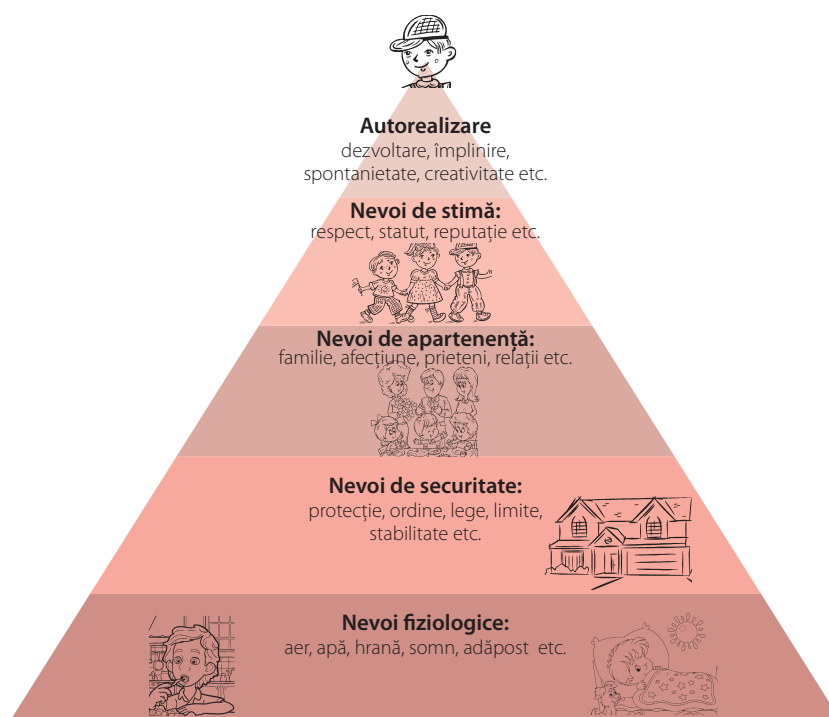 Autorealizare
dezvoltare, împlinire,
spontanietate, creativitate etc.
Nevoi de stimă:
respect, statut, reputație etc.
Nevoi de apartenență:
familie, afecțiune, prieteni, relații etc.
Nevoi de securitate:
protecție, ordine, lege, limite,
stabilitate etc.
Nevoi fiziologice:
aer, apă, hrană, somn, adăpost etc.